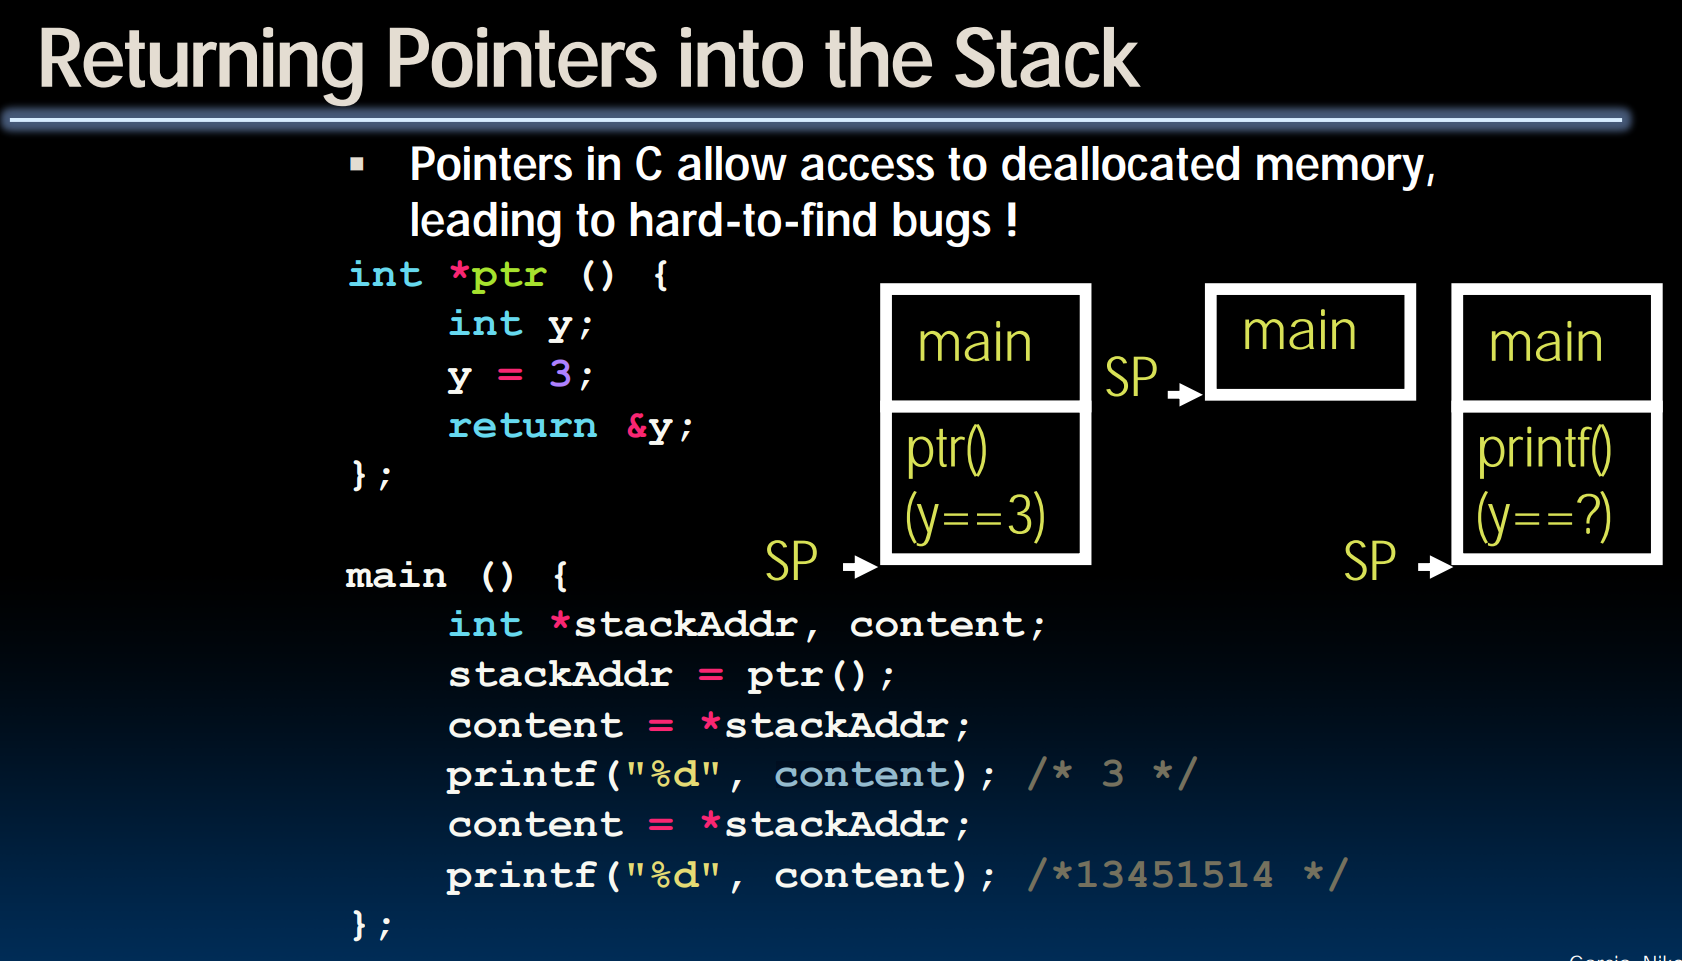 Returning Pointers into the Stack
▪ Pointers in C allow access to deallocated memory,
leading to hard-to-find bugs !
int *ptr () {
int y;
y = 3;
return &y;
};
main () {
int *stackAddr, content;
stackAddr = ptr();
content = *stackAddr;
printf("%d", content); /* 3 */
content = *stackAddr;
printf("%d", content); /*13451514 */
};
main
ptr()
(y==3)
SP
main
SP
main
printf()
(y==?)
SP